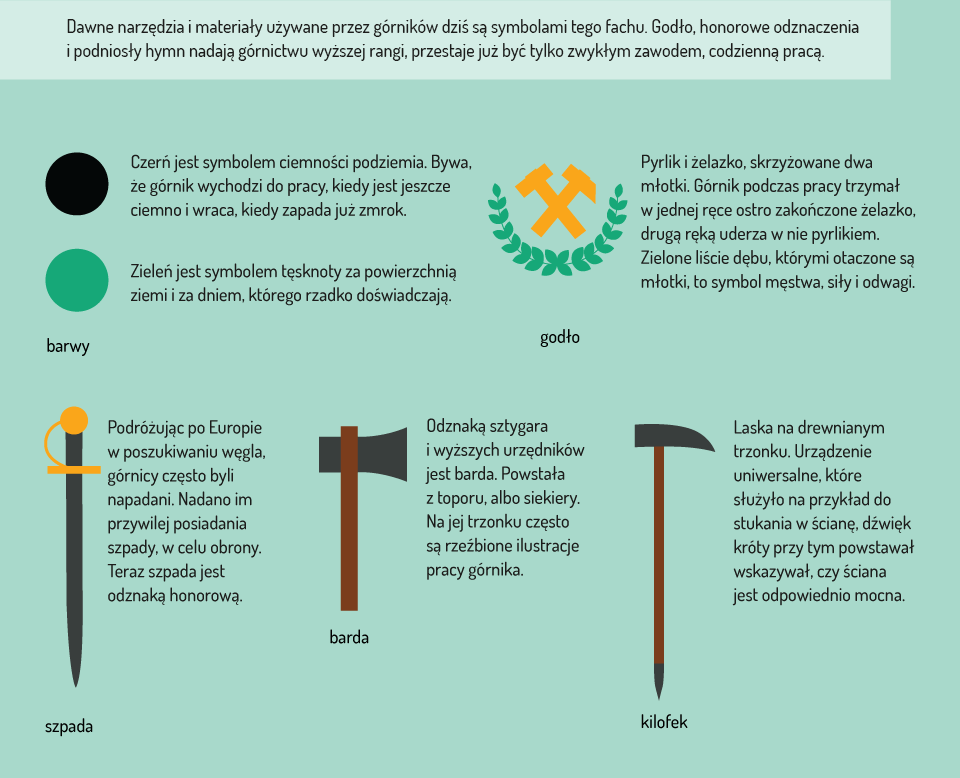 Dawne narzędzia i materiały używane przez górników dziś są symbolami tego fachu. Godło, honorowe odznaczenia
i podniosły hymn nadają górnictwu wyższej rangi, przestaje już być tylko zwykłym zawodem, codzienną pracą.
Czerń jest symbolem ciemności podziemia. Bywa,
że górnik wychodzi do pracy, kiedy jest jeszcze
ciemno i wraca, kiedy zapada już zmrok.
Zieleń jest symbolem tęsknoty za powierzchnią
ziemi i za dniem, którego rzadko doświadczają.
barwy
Pyrlik i żelazko, skrzyżowane dwa
młotki. Górnik podczas pracy trzymał
w jednej ręce ostro zakończone żelazko,
drugą ręką uderza w nie pyrlikiem.
Zielone liście dębu, którymi otaczone są
młotki, to symbol męstwa, siły i odwagi.
godło
Podróżując po Europie
w poszukiwaniu węgla,
górnicy często byli
napadani. Nadano im
przywilej posiadania
szpady, w celu obrony.
Teraz szpada jest
odznaką honorową.
szpada
Odznaką sztygara
i wyższych urzędników
jest barda. Powstała
z toporu, albo siekiery.
Na jej trzonku często
są rzeźbione ilustracje
pracy górnika.
barda
Laska na drewnianym
trzonku. Urządzenie
uniwersalne, które
służyło na przykład do
stukania w ścianę, dźwięk
króty przy tym powstawał
wskazywał, czy ściana
jest odpowiednio mocna.
kilofek